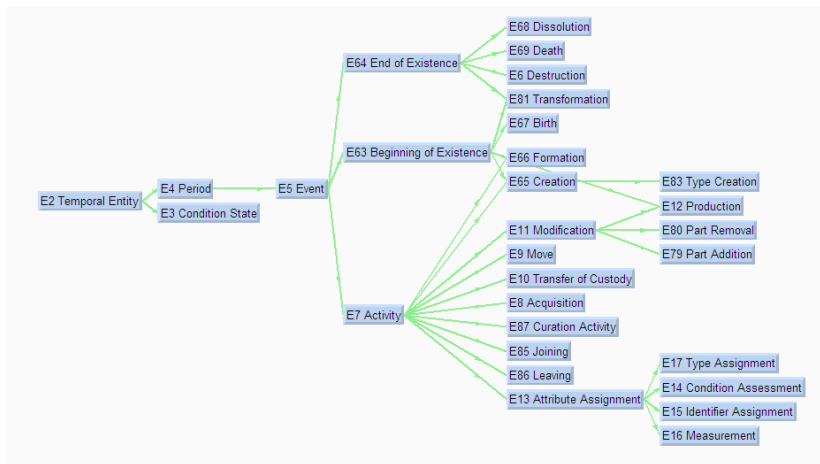 E2 Temporal Entity
E4 Period
E3 Condition State
E5 Event
E64 End of Existence
E63 Beginning of Existence
E7 Activity
E68 Dissolution
E69 Death
E6 Destruction
E81 Transformation
E67 Birth
E66 Formation
E65 Creation
E11 Modification
E9 Move
E10 Transfer of Custody
E8 Acquisition
E87 Curation Activity
E85 Joining
E86 Leaving
E13 Attribute Assignment
E83 Type Creation
E12 Production
E80 Part Removal
E79 Part Addition
E17 Type Assignment
E14 Condition Assessment
E15 Identifier Assignment
E16 Measurement